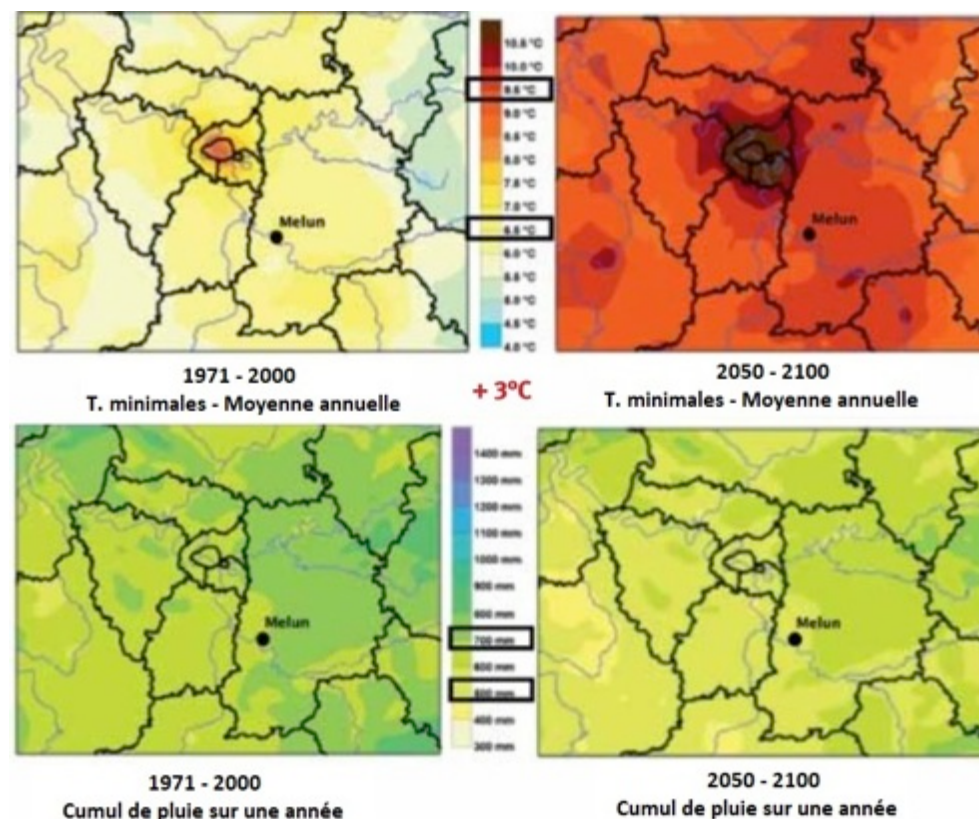 10.5 °C
10.0 °C
9.5 °C
9.0 °C
8.5 °C
8.0 °C
7.5 °C
7.0 °C
6.5 °C
6.0 °C
5.5 °C
5.0 °C
4.5 °C
4.0 °C
Melun
Melun
1971 - 2000
T. minimales - Moyenne annuelle
+ 3°C
2050 - 2100
T. minimales - Moyenne annuelle
1400 mm
1300 mm
1200 mm
1100 mm
1000 mm
900 mm
800 mm
700 mm
600 mm
500 mm
400 mm
300 mm
Melun
Melun
1971 - 2000
Cumul de pluie sur une année
2050 - 2100
Cumul de pluie sur une année